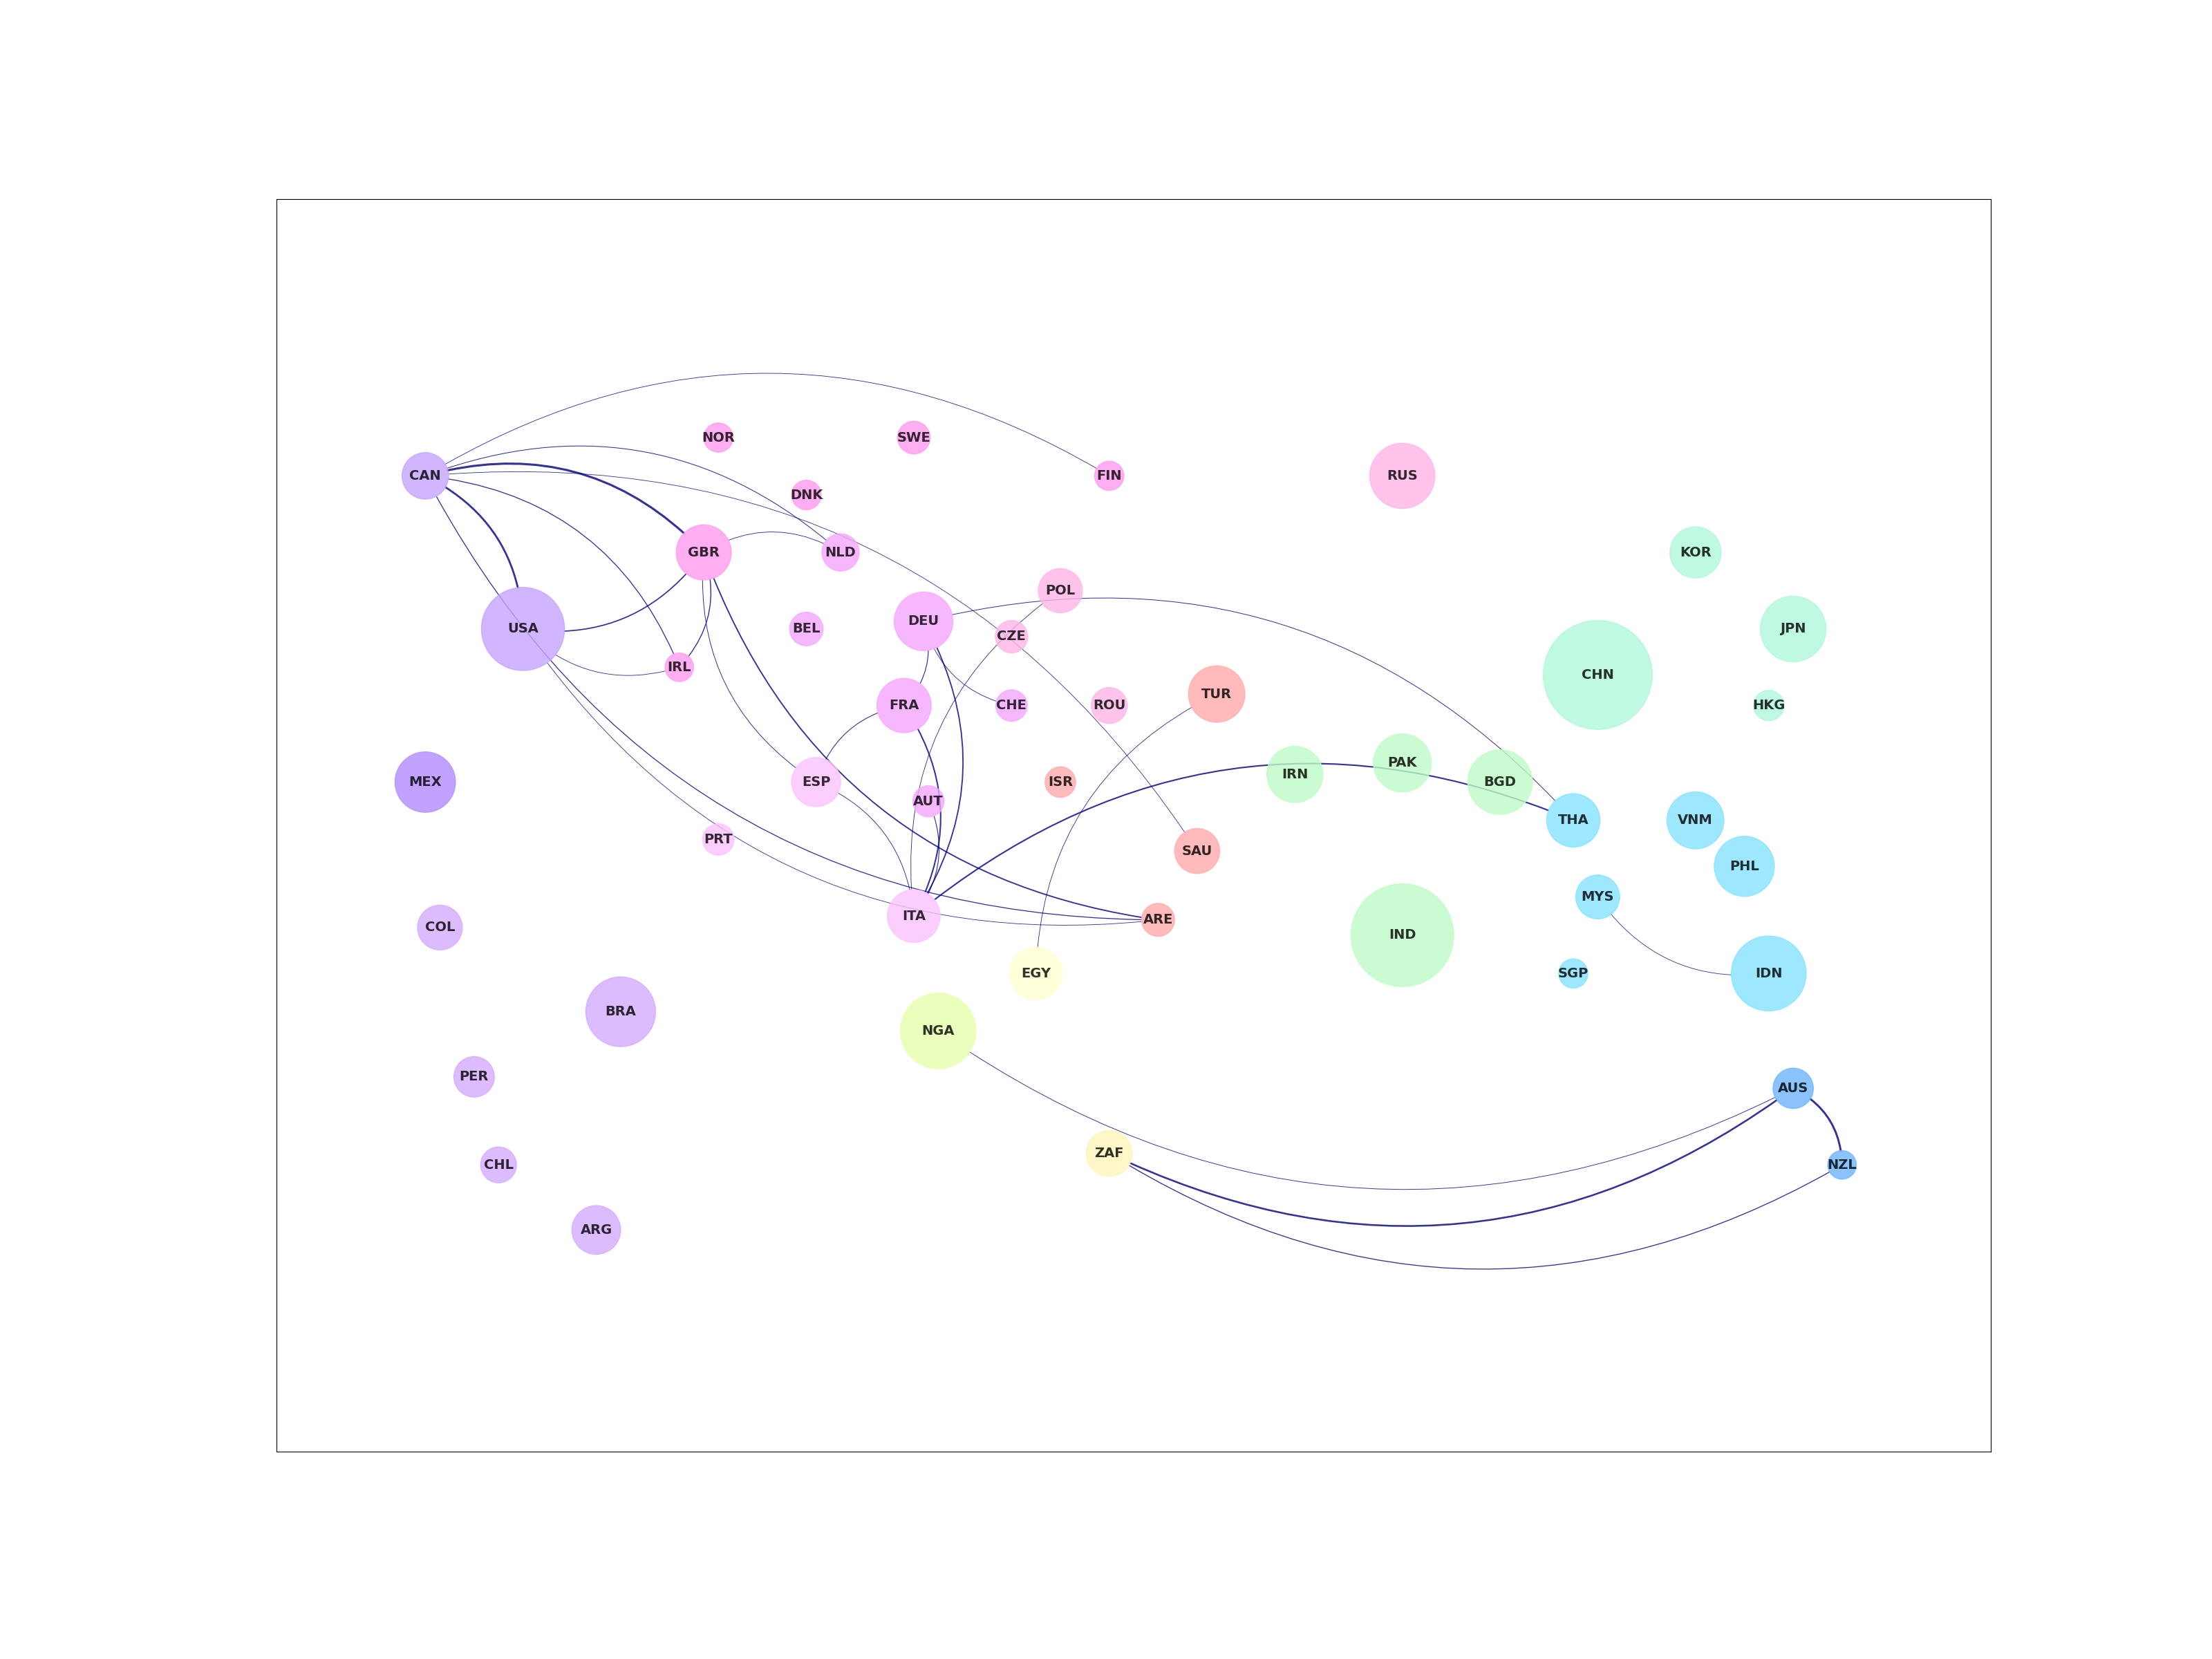 NOR
SWE
CAN
FIN
RUS
DNK
GBR
NLD
KOR
POL
DEU
USA
BEL
CZE
JPN
IRL
CHN
TUR
FRA
CHE
ROU
HKG
PAK
IRN
MEX
ESP
ISR
BGD
AUT
THA
VNM
PRT
SAU
PHL
MYS
ITA
ARE
COL
IND
EGY
SGP
IDN
BRA
NGA
PER
AUS
ZAF
CHL
NZL
ARG